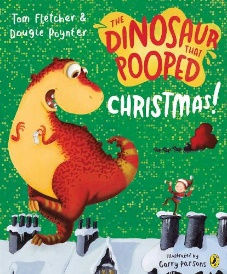 Tom Fletcher &
Dougie Poynter
THE
DINOSAUR
THAT
POOPED
CHRISTMAS!
Illustrated by
Garry Parsons